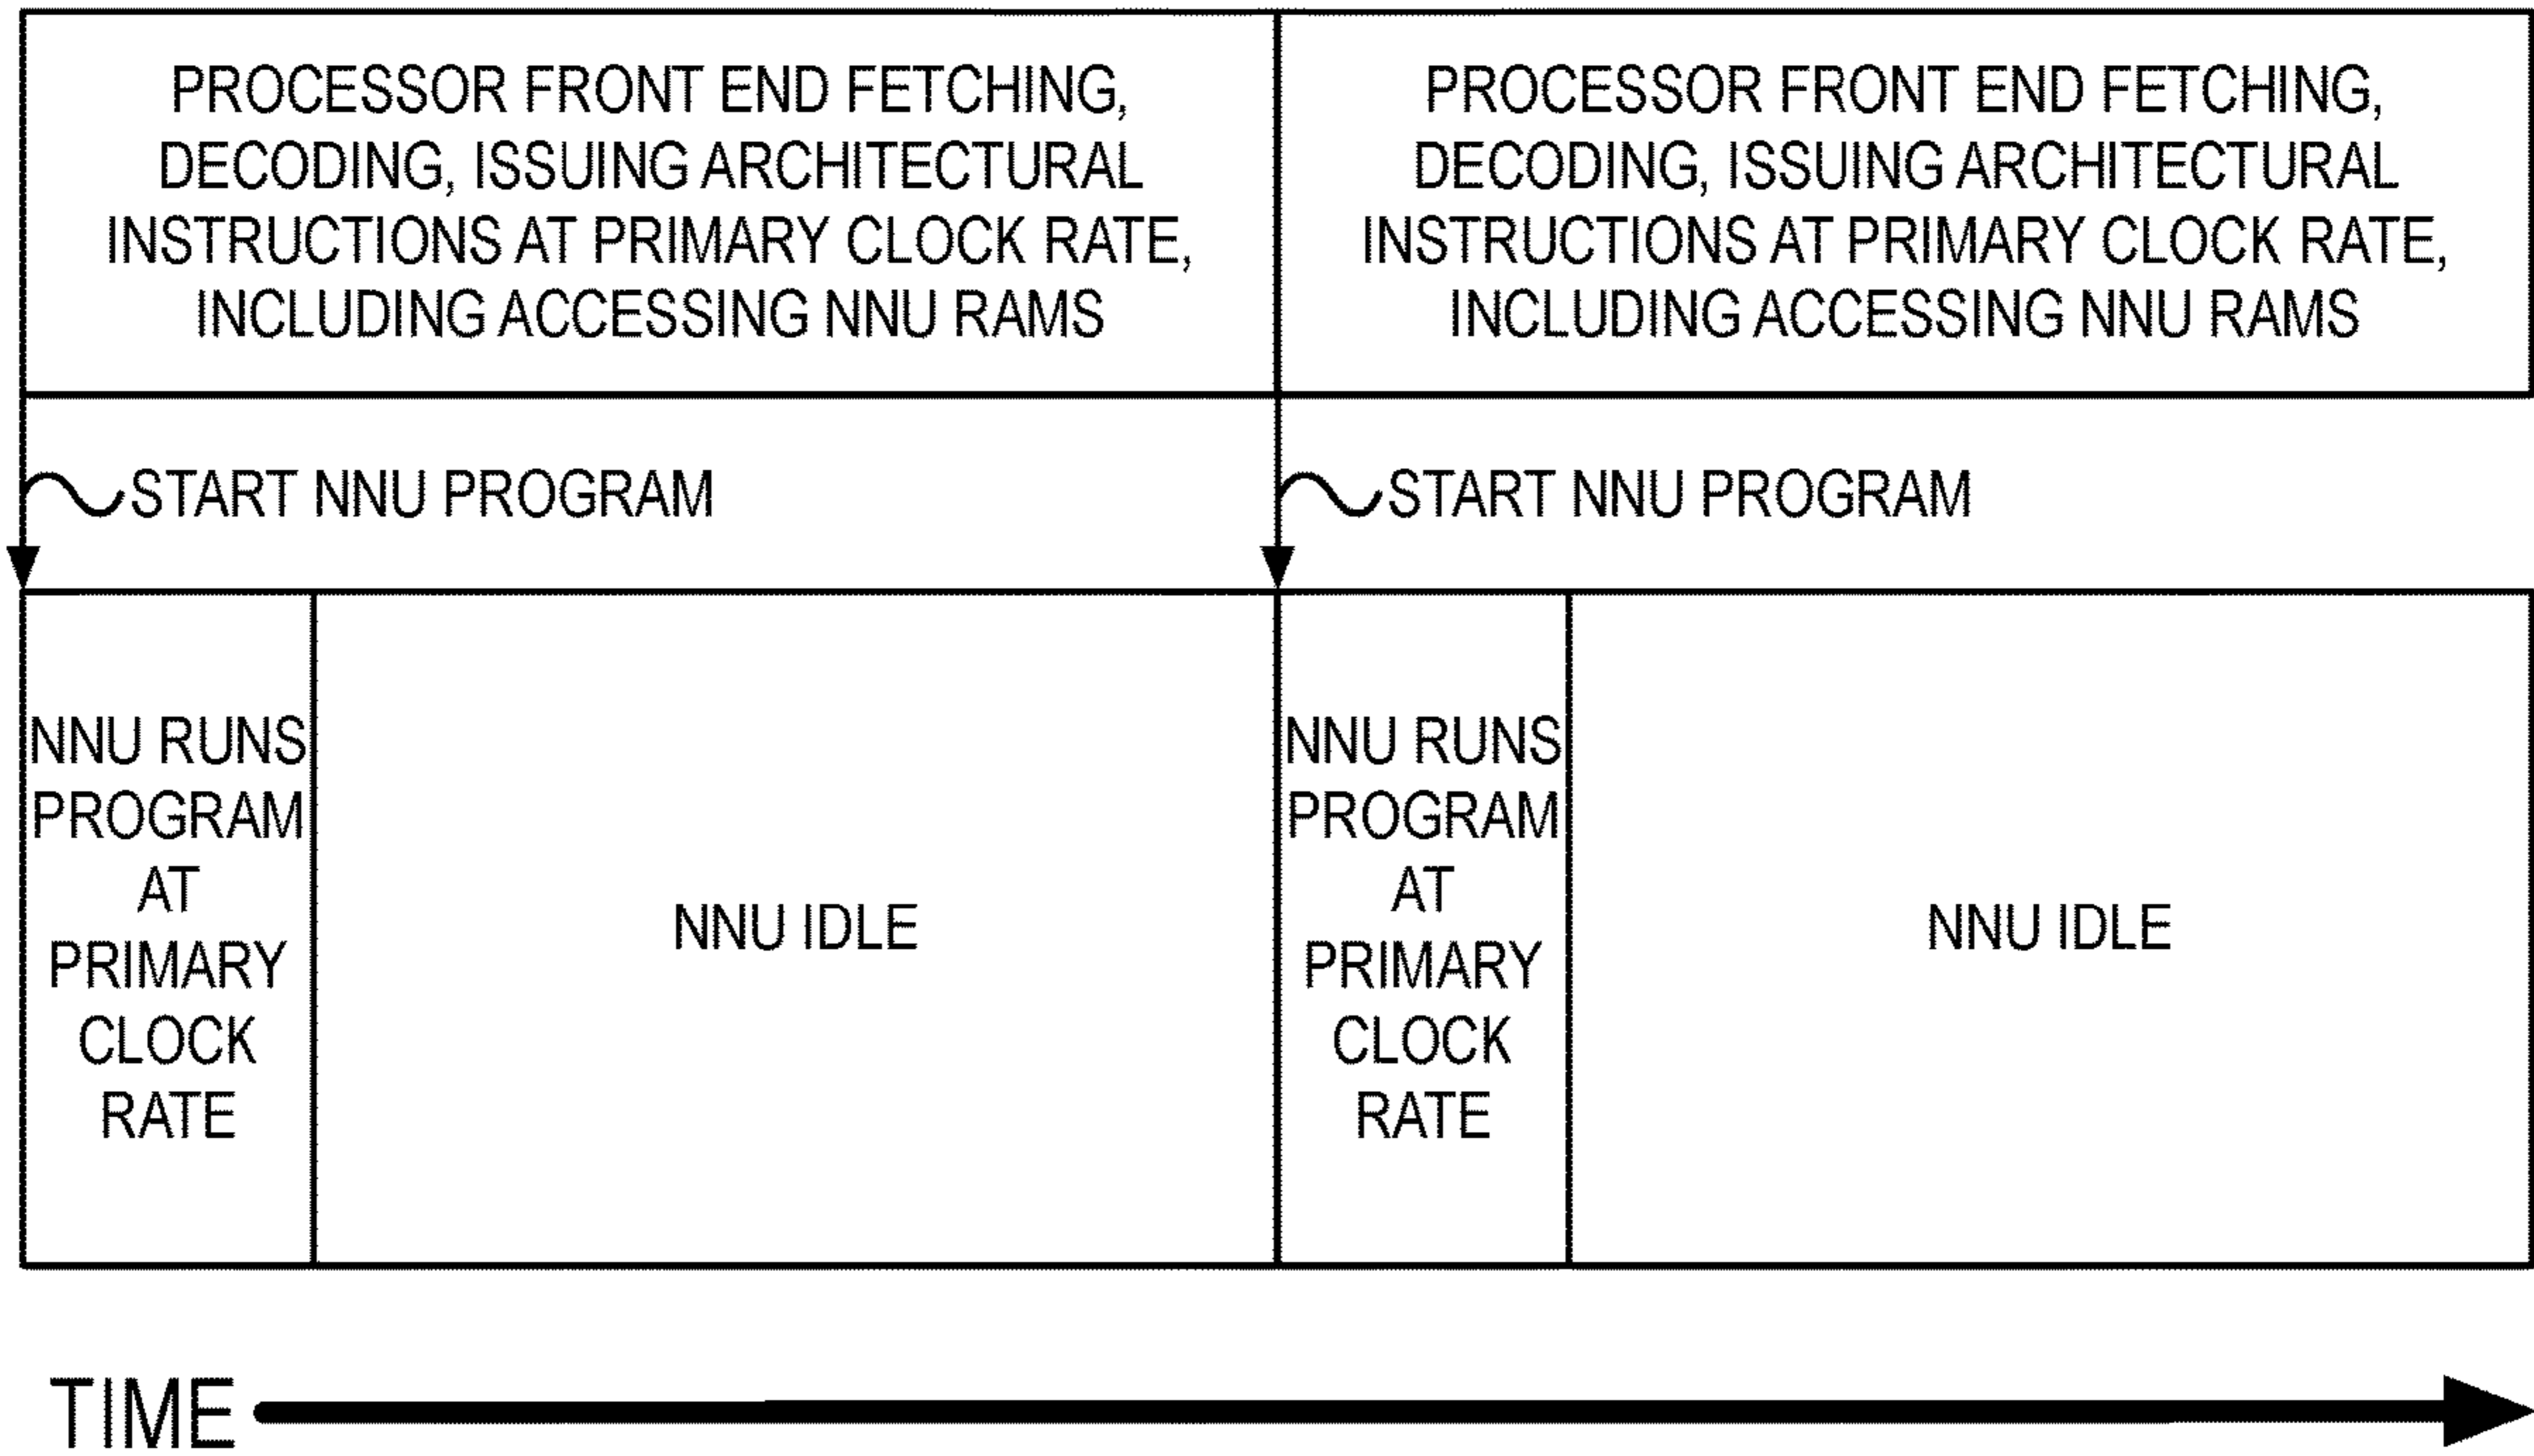 PROCESSOR FRONT END FETCHING,
DECODING, ISSUING ARCHITECTURAL
INSTRUCTIONS AT PRIMARY CLOCK RATE,
INCLUDING ACCESSING NNU RAMS
PROCESSOR FRONT END FETCHING,
DECODING, ISSUING ARCHITECTURAL
INSTRUCTIONS AT PRIMARY CLOCK RATE,
INCLUDING ACCESSING NNU RAMS
START NNU PROGRAM
START NNU PROGRAM
NNU RUNS
PROGRAM
AT
PRIMARY
CLOCK
RATE
NNU IDLE
NNU RUNS
PROGRAM
AT
PRIMARY
CLOCK
RATE
NNU IDLE
TIME